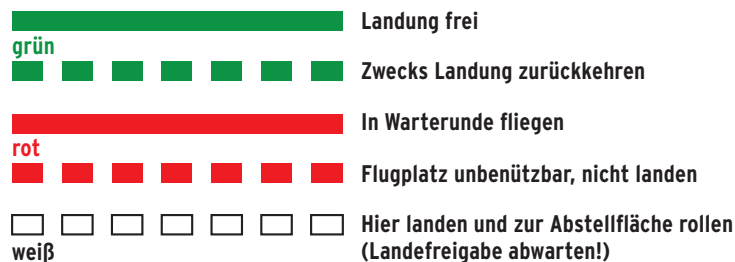 Landung frei
grün
Zwecks Landung zurückkehren
In Warterunde fliegen
rot
Flugplatz unbenützbar, nicht landen
Hier landen und zur Abstellfläche rollen
weiß
(Landefreigabe abwarten!)